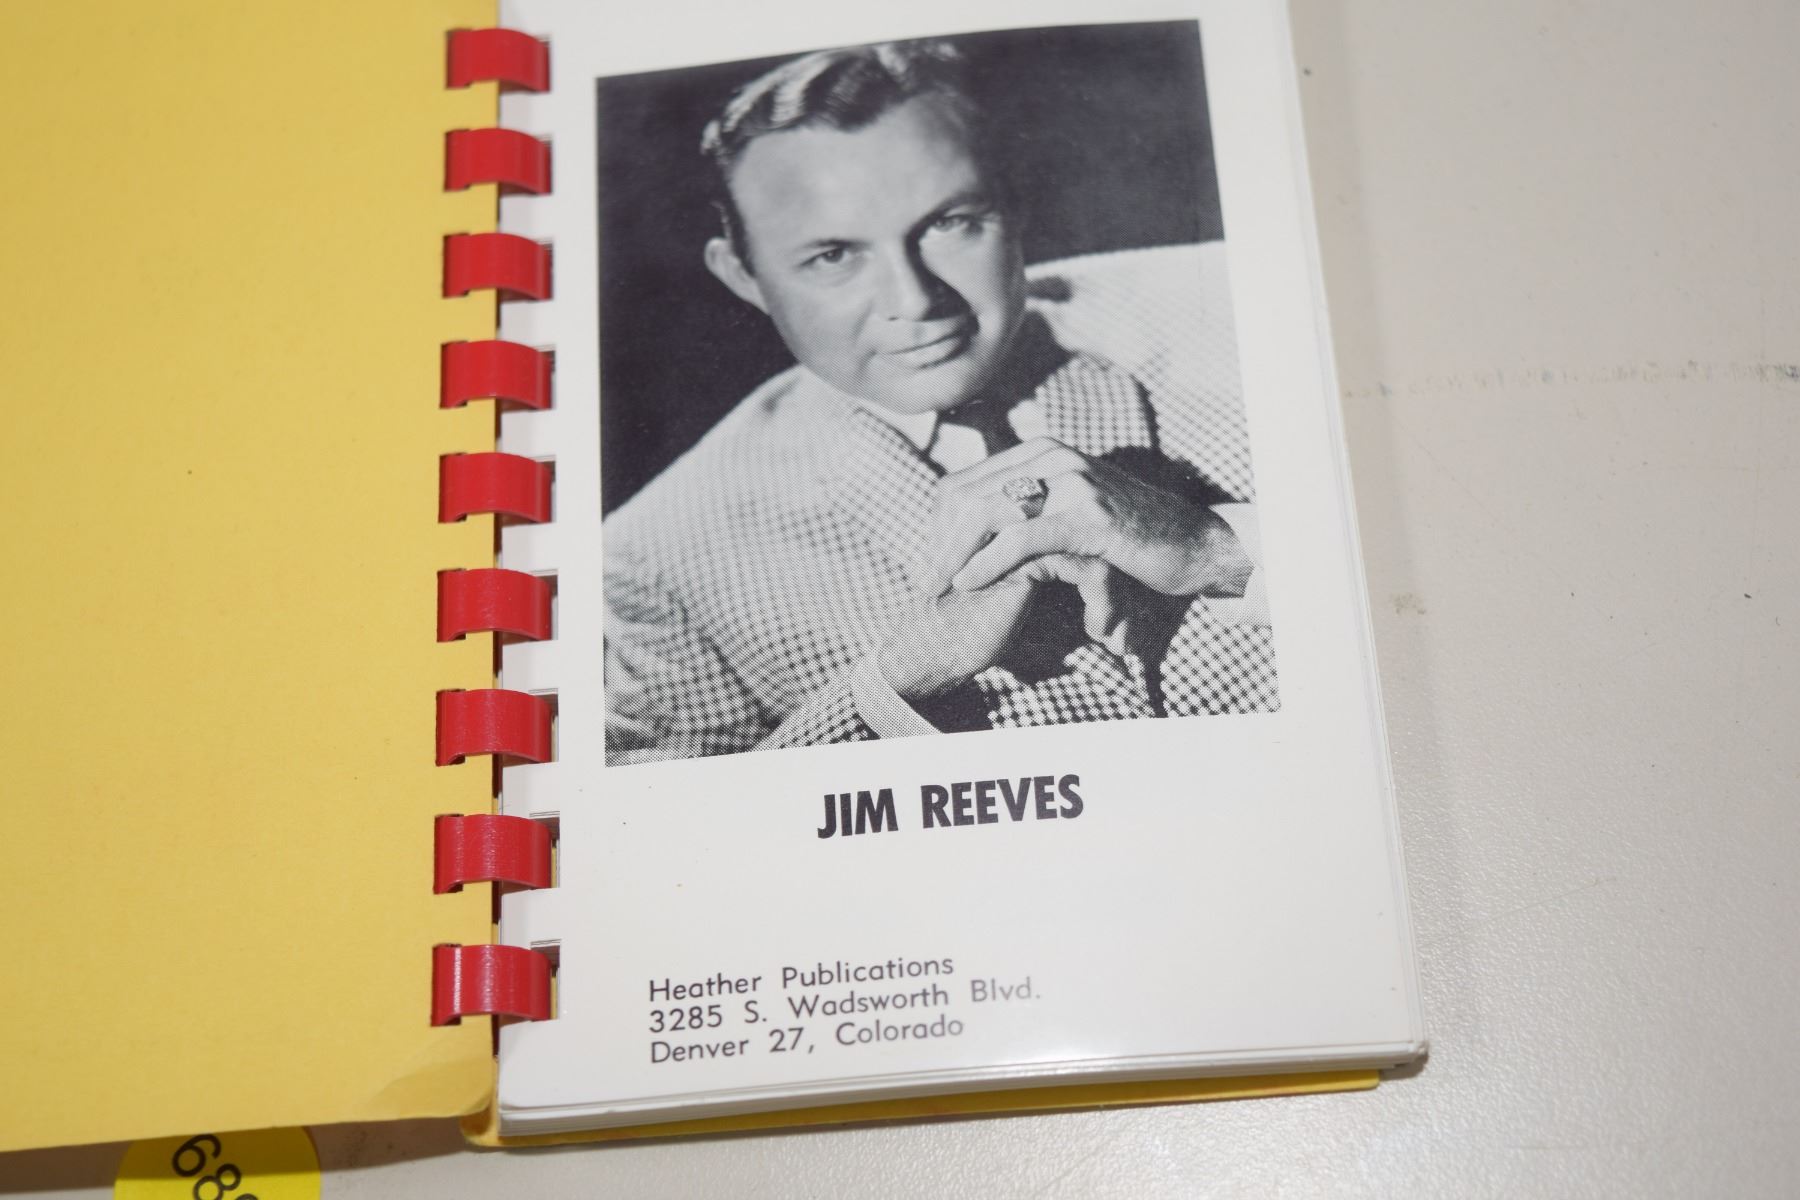 JIM REEVES
Heather Publications
3285 S. Wadsworth Blvd.
Denver 27, Colorado